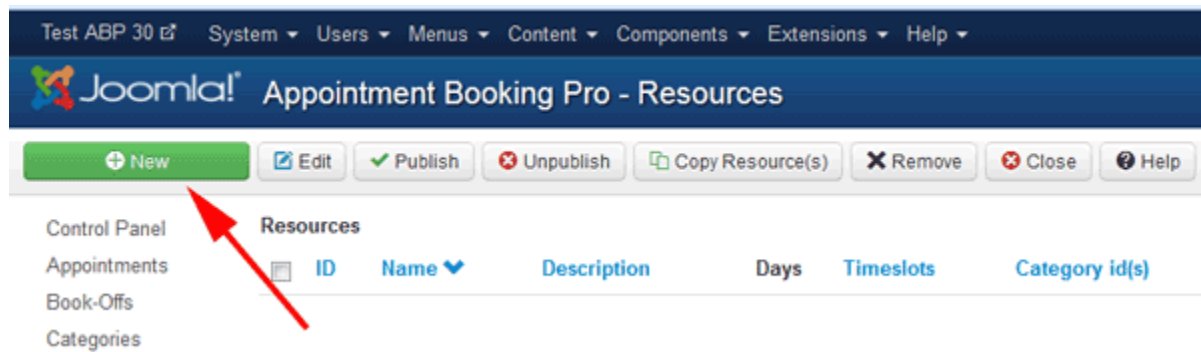 Test ABP 30 System Users Menus Content Components Extensions Help
Joomla! Appointment Booking Pro - Resources
New Edit Publish Unpublish Copy Resource(s) Remove Close Help
Control Panel Resources
Appointments ID Name Description Days Timeslots Category id(s)
Book-Offs
Categories